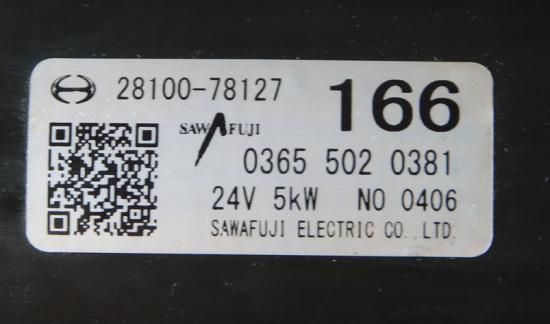 28100-78127 166
SAWAFUJI
0365 502 0381
24V 5kW NO 0406
SAWAFUJI ELECTRIC CO., LTD.